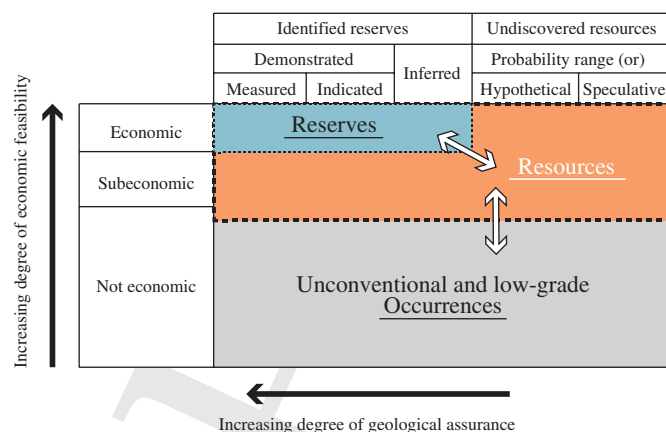 Identified reserves
Undiscovered resources
Demonstrated
Inferred
Probability range (or)
Measured
Indicated
Hypothetical
Speculative
Increasing degree of economic feasibility
Economic
Reserves
Subeconomic
Resources
Not economic
Unconventional and low-grade
Occurrences
Increasing degree of geological assurance